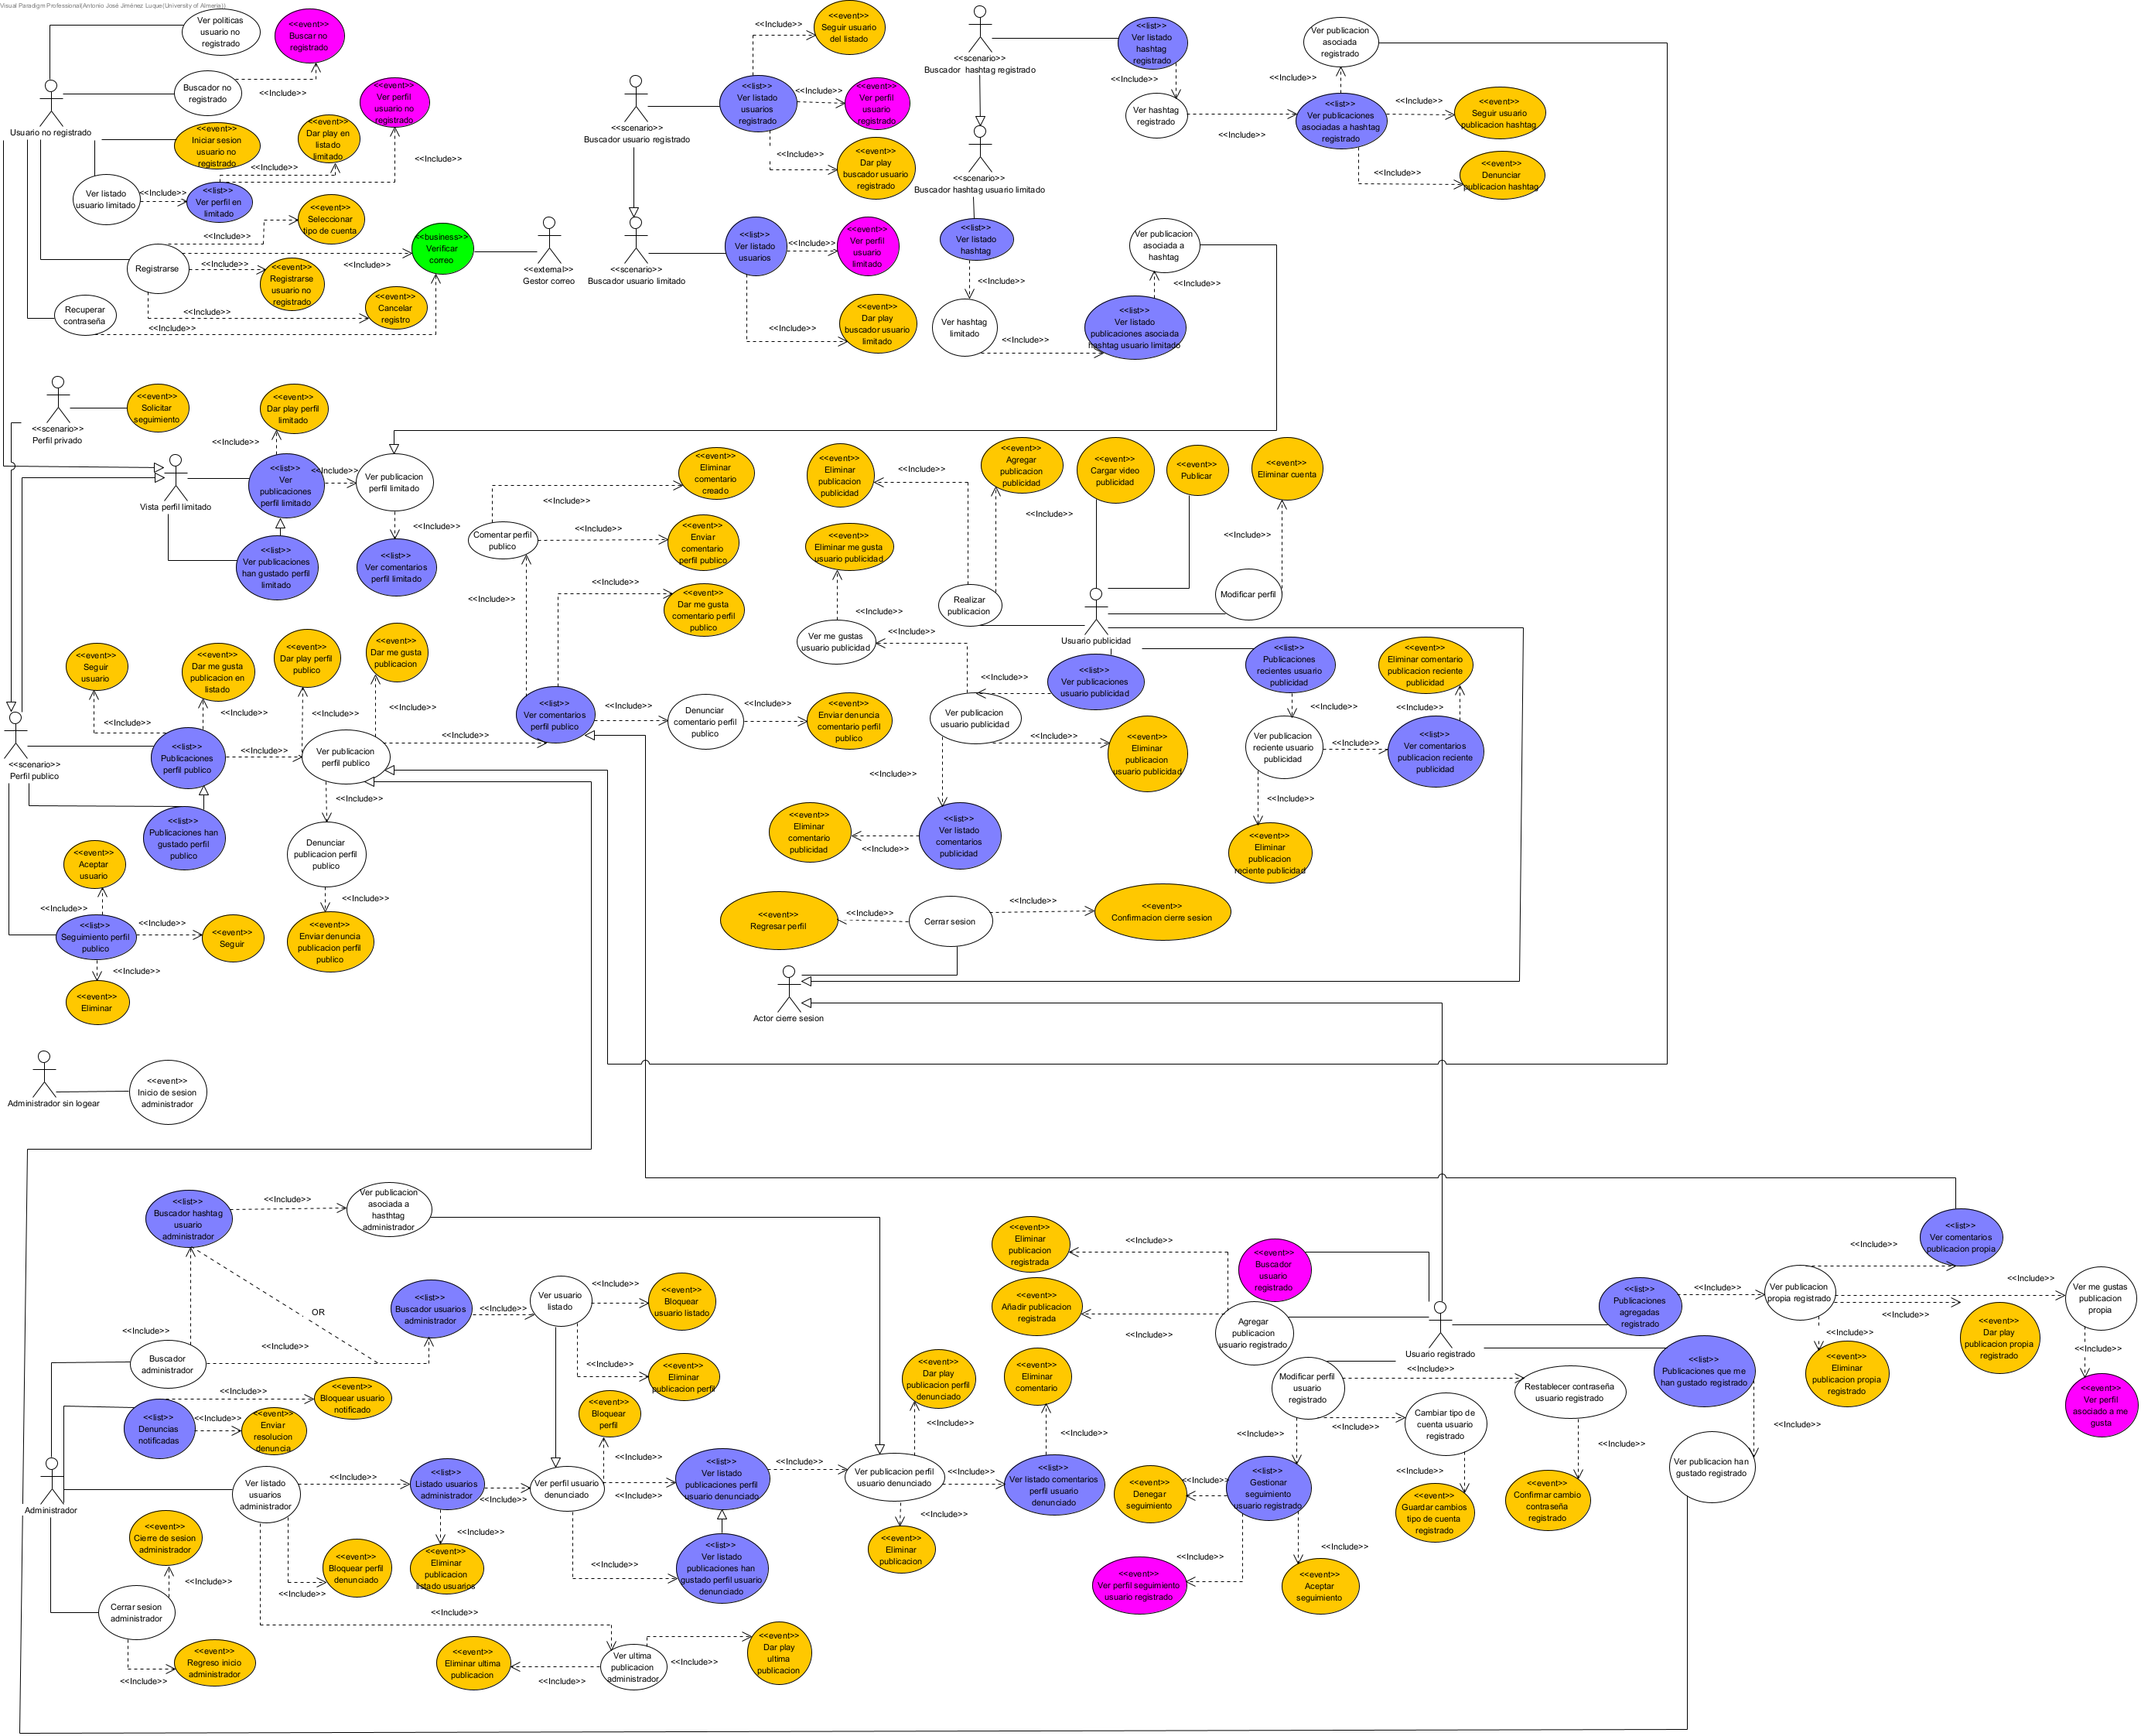 Visual Paradigm Professional(Antonio José Jiménez Luque(University of Almeria))
Ver politicas
usuario no
registrado
<<event>>
Buscar no
registrado
Buscador no
registrado
<<Include>>
<<event>>
Ver perfil
usuario no
registrado
Usuario no registrado
<<event>>
Iniciar sesion
usuario no
registrado
<<event>>
Dar play en
listado
limitado
<<Include>>
<<Include>>
Ver listado
usuario limitado
<<Include>>
<<list>>
Ver perfil en
limitado
<<event>>
Seleccionar
tipo de cuenta
<<Include>>
Registrarse
<<Include>>
<<Include>>
<<event>>
Registrarse
usuario no
registrado
<<business>>
Verificar
correo
<<external>>
Gestor correo
Recuperar
contraseña
<<Include>>
<<Include>>
<<event>>
Cancelar
registro
<<Include>>
<<event>>
Seguir usuario
del listado
<<scenario>>
Buscador usuario registrado
<<list>>
Ver listado
usuarios
registrado
<<Include>>
<<event>>
Ver perfil
usuario
registrado
<<Include>>
<<event>>
Dar play
buscador usuario
registrado
<<scenario>>
Buscador usuario limitado
<<list>>
Ver listado
usuarios
<<Include>>
<<event>>
Ver perfil
usuario
limitado
<<Include>>
<<event>>
Dar play
buscador usuario
limitado
<<scenario>>
Buscador  hashtag registrado
<<list>>
Ver listado
hashtag
registrado
<<Include>>
Ver hashtag
registrado
<<Include>>
Ver publicacion
asociada
registrado
<<Include>>
<<list>>
Ver publicaciones
asociadas a hashtag
registrado
<<Include>>
<<event>>
Seguir usuario
publicacion hashtag
<<Include>>
<<event>>
Denunciar
publicacion hashtag
<<scenario>>
Buscador hashtag usuario limitado
<<list>>
Ver listado
hashtag
<<Include>>
Ver hashtag
limitado
<<Include>>
Ver publicacion
asociada a
hashtag
<<Include>>
<<list>>
Ver listado
publicaciones asociada
hashtag usuario limitado
<<scenario>>
Perfil privado
<<event>>
Solicitar
seguimiento
<<event>>
Dar play perfil
limitado
<<Include>>
Vista perfil limitado
<<list>>
Ver
publicaciones
perfil limitado
<<Include>>
Ver publicacion
perfil limitado
<<Include>>
<<list>>
Ver publicaciones
han gustado perfil
limitado
<<list>>
Ver comentarios
perfil limitado
Comentar perfil
publico
<<Include>>
<<event>>
Eliminar
comentario
creado
<<Include>>
<<event>>
Enviar
comentario
perfil publico
<<Include>>
<<Include>>
<<event>>
Dar me gusta
comentario perfil
publico
<<event>>
Eliminar
publicacion
publicidad
<<Include>>
<<event>>
Agregar
publicacion
publicidad
<<Include>>
<<event>>
Cargar video
publicidad
<<event>>
Publicar
<<event>>
Eliminar cuenta
<<Include>>
<<event>>
Eliminar me gusta
usuario publicidad
Realizar
publicacion
Modificar perfil
Usuario publicidad
Ver me gustas
usuario publicidad
<<Include>>
<<list>>
Ver publicaciones
usuario publicidad
<<Include>>
<<list>>
Publicaciones
recientes usuario
publicidad
<<event>>
Eliminar comentario
publicacion reciente
publicidad
<<Include>>
<<Include>>
Ver publicacion
usuario publicidad
<<Include>>
<<event>>
Eliminar
publicacion
usuario publicidad
Ver publicacion
reciente usuario
publicidad
<<Include>>
<<list>>
Ver comentarios
publicacion reciente
publicidad
<<Include>>
<<Include>>
<<event>>
Eliminar
comentario
publicidad
<<Include>>
<<list>>
Ver listado
comentarios
publicidad
<<event>>
Eliminar
publicacion
reciente publicidad
<<event>>
Seguir
usuario
<<event>>
Dar me gusta
publicacion en
listado
<<event>>
Dar play perfil
publico
<<event>>
Dar me gusta
publicacion
<<Include>>
<<Include>>
<<Include>>
<<Include>>
<<scenario>>
Perfil publico
<<list>>
Publicaciones
perfil publico
<<Include>>
Ver publicacion
perfil publico
<<Include>>
<<list>>
Ver comentarios
perfil publico
<<Include>>
Denunciar
comentario perfil
publico
<<Include>>
<<event>>
Enviar denuncia
comentario perfil
publico
<<list>>
Publicaciones han
gustado perfil
publico
<<Include>>
Denunciar
publicacion perfil
publico
<<Include>>
<<event>>
Enviar denuncia
publicacion perfil
publico
<<event>>
Aceptar
usuario
<<Include>>
<<list>>
Seguimiento perfil
publico
<<Include>>
<<event>>
Seguir
<<Include>>
<<event>>
Eliminar
<<event>>
Regresar perfil
<<Include>>
Cerrar sesion
<<Include>>
<<event>>
Confirmacion cierre sesion
Actor cierre sesion
Administrador sin logear
<<event>>
Inicio de sesion
administrador
<<list>>
Buscador hashtag
usuario
administrador
<<Include>>
Ver publicacion
asociada a
hasthtag
administrador
OR
<<Include>>
Buscador
administrador
<<Include>>
<<list>>
Buscador usuarios
administrador
<<Include>>
Ver usuario
listado
<<Include>>
<<event>>
Bloquear
usuario listado
<<Include>>
<<event>>
Eliminar
publicacion perfil
<<list>>
Denuncias
notificadas
<<Include>>
<<event>>
Bloquear usuario
notificado
<<Include>>
<<event>>
Enviar
resolucion
denuncia
Administrador
Ver listado
usuarios
administrador
<<Include>>
<<list>>
Listado usuarios
administrador
<<Include>>
Ver perfil usuario
denunciado
<<event>>
Bloquear
perfil
<<Include>>
<<Include>>
<<list>>
Ver listado
publicaciones perfil
usuario denunciado
<<Include>>
Ver publicacion perfil
usuario denunciado
<<event>>
Dar play
publicacion perfil
denunciado
<<Include>>
<<Include>>
<<event>>
Eliminar
comentario
<<Include>>
<<list>>
Ver listado comentarios
perfil usuario
denunciado
<<Include>>
<<event>>
Eliminar
publicacion
<<event>>
Cierre de sesion
administrador
<<Include>>
Cerrar sesion
administrador
<<Include>>
<<event>>
Regreso inicio
administrador
<<Include>>
<<event>>
Bloquear perfil
denunciado
<<Include>>
<<event>>
Eliminar
publicacion
listado usuarios
<<Include>>
<<list>>
Ver listado
publicaciones han
gustado perfil usuario
denunciado
<<Include>>
<<event>>
Eliminar ultima
publicacion
<<Include>>
Ver ultima
publicacion
administrador
<<Include>>
<<event>>
Dar play
ultima
publicacion
<<event>>
Eliminar
publicacion
registrada
<<Include>>
<<event>>
Buscador
usuario
registrado
<<event>>
Añadir publicacion
registrada
<<Include>>
Agregar
publicacion
usuario registrado
Usuario registrado
<<list>>
Publicaciones
agregadas
registrado
<<Include>>
Ver publicacion
propia registrado
<<Include>>
<<list>>
Ver comentarios
publicacion propia
<<Include>>
Ver me gustas
publicacion
propia
<<Include>>
<<event>>
Dar play
publicacion propia
registrado
<<Include>>
<<event>>
Eliminar
publicacion propia
registrado
<<Include>>
<<event>>
Ver perfil
asociado a me
gusta
<<list>>
Publicaciones que me
han gustado registrado
<<Include>>
Ver publicacion han
gustado registrado
Modificar perfil
usuario
registrado
<<Include>>
Restablecer contraseña
usuario registrado
<<Include>>
Cambiar tipo de
cuenta usuario
registrado
<<Include>>
<<Include>>
<<Include>>
<<event>>
Guardar cambios
tipo de cuenta
registrado
<<event>>
Confirmar cambio
contraseña
registrado
<<event>>
Denegar
seguimiento
<<Include>>
<<list>>
Gestionar
seguimiento
usuario registrado
<<Include>>
<<event>>
Ver perfil seguimiento
usuario registrado
<<Include>>
<<event>>
Aceptar
seguimiento